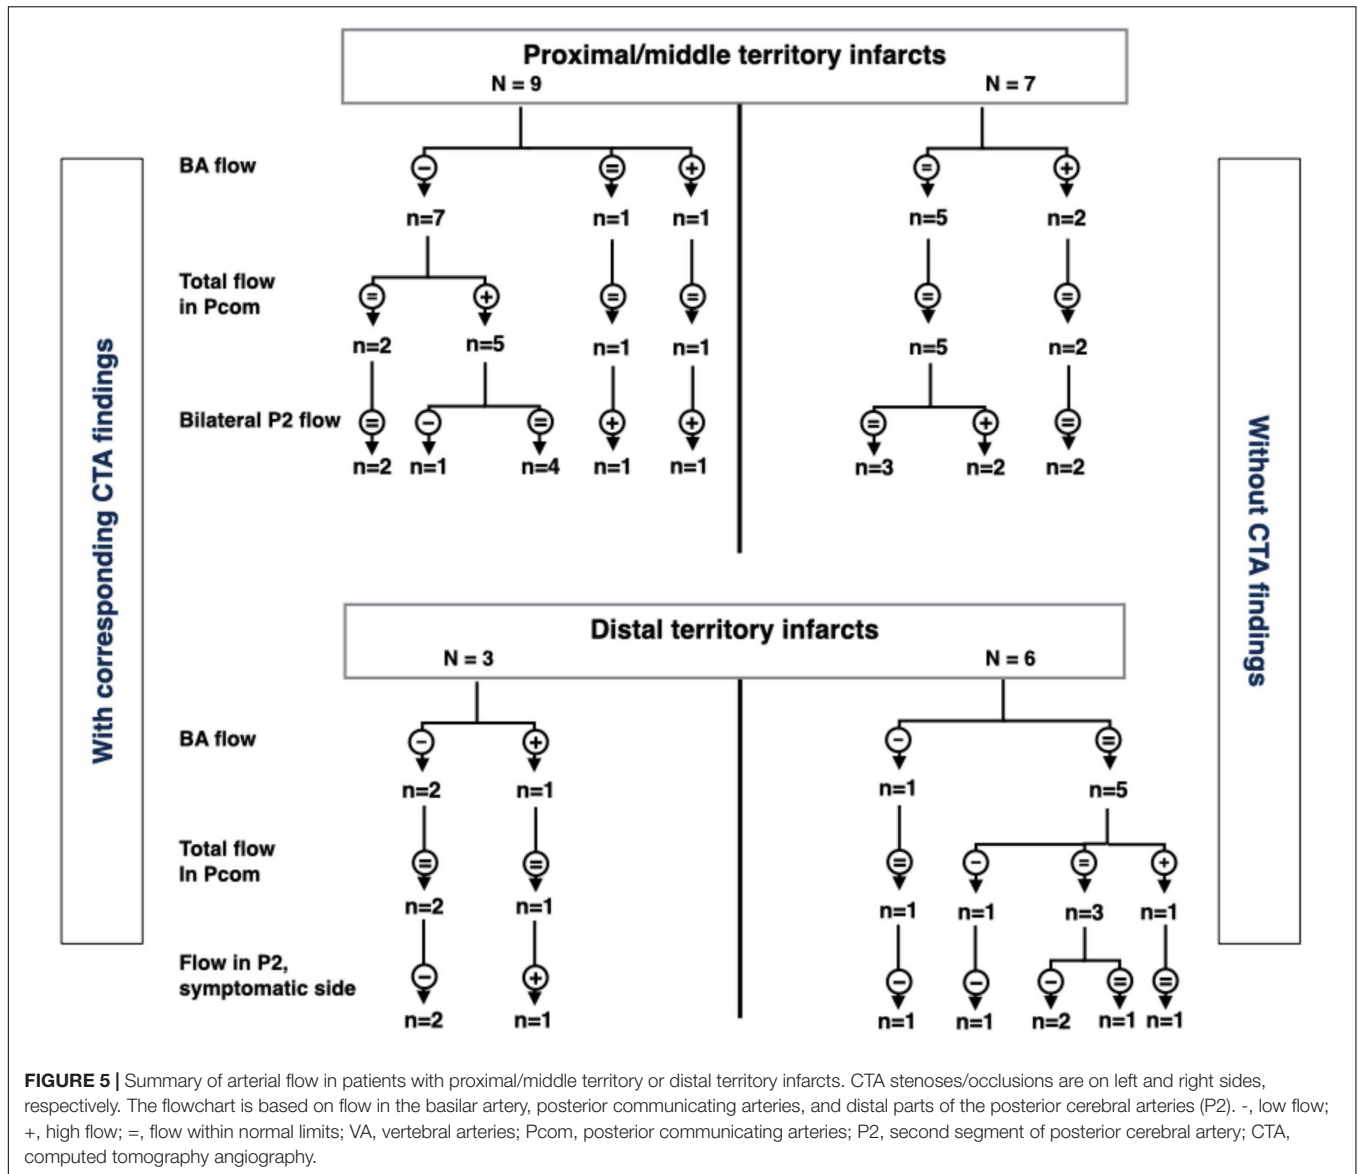 Proximal/middle territory infarcts
N = 9 N = 7
BA flow − = + = +
n=7 n=1 n=1 n=5 n=2
Total flow
in Pcom = + = = = =
n=2 n=5 n=1 n=1 n=5 n=2
Bilateral P2 flow = − = + + = + =
n=2 n=1 n=4 n=1 n=1 n=3 n=2 n=2
With corresponding CTA findings
Without CTA findings
Distal territory infarcts
N = 3 N = 6
BA flow − + − =
n=2 n=1 n=1 n=5
Total flow
In Pcom = = = − = +
n=2 n=1 n=1 n=1 n=3 n=1
Flow in P2,
symptomatic side − + − − − = =
n=2 n=1 n=1 n=1 n=2 n=1 n=1
FIGURE 5 | Summary of arterial flow in patients with proximal/middle territory or distal territory infarcts. CTA stenoses/occlusions are on left and right sides,
respectively. The flowchart is based on flow in the basilar artery, posterior communicating arteries, and distal parts of the posterior cerebral arteries (P2). -, low flow;
+, high flow; =, flow within normal limits; VA, vertebral arteries; Pcom, posterior communicating arteries; P2, second segment of posterior cerebral artery; CTA,
computed tomography angiography.